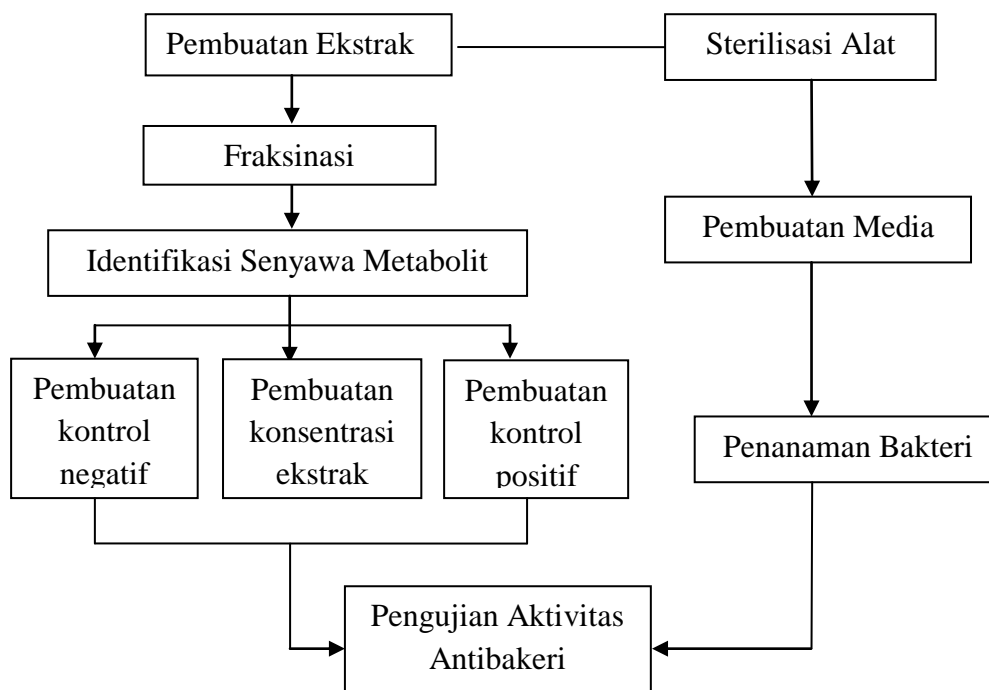 Pembuatan Ekstrak
Sterilisasi Alat
Fraksinasi
Pembuatan Media
Identifikasi Senyawa Metabolit
Pembuatan
kontrol
negatif
Pembuatan
konsentrasi
ekstrak
Pembuatan
kontrol
positif
Penanaman Bakteri
Pengujian Aktivitas
Antibakeri